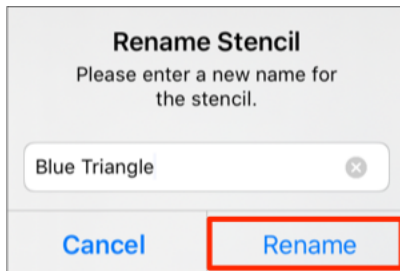 Rename Stencil
Please enter a new name for
the stencil.
Blue Triangle
Cancel Rename